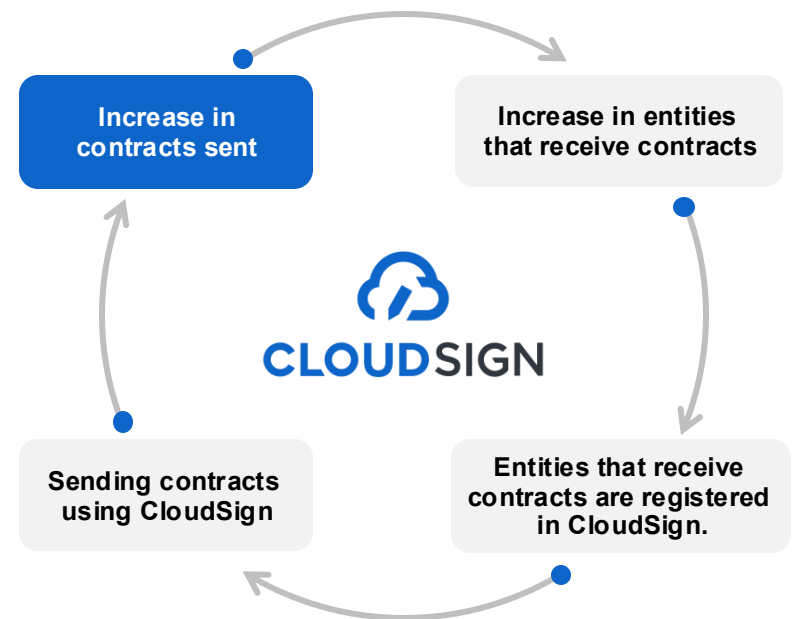 Increase in
contracts sent
Increase in entities
that receive contracts
CLOUDSIGN
Sending contracts
using CloudSign
Entities that receive
contracts are registered
in CloudSign.